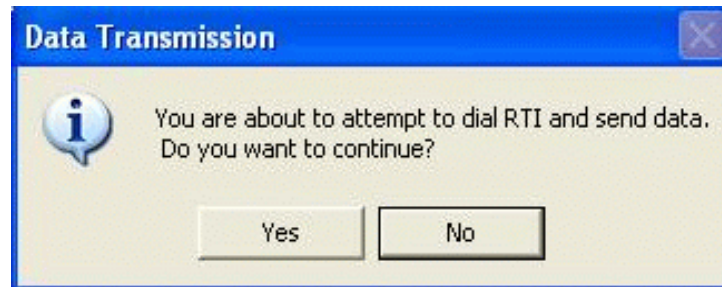 Data Transmission
You are about to attempt to dial RTI and send data.
Do you want to continue?
Yes
No